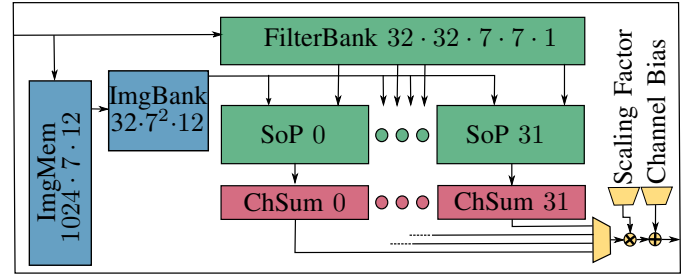 FilterBank 32 · 32 · 7 · 7 · 1
ImgMem
1024 · 7 · 12
ImgBank
32·7²·12
SoP 0
SoP 31
ChSum 0
ChSum 31
Scaling Factor
Channel Bias